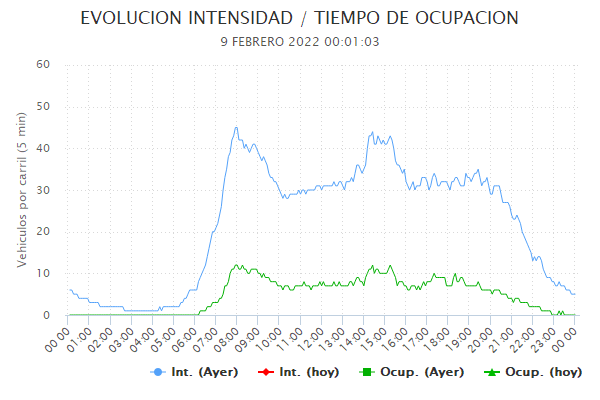 EVOLUCION INTENSIDAD / TIEMPO DE OCUPACION
9 FEBRERO 2022 00:01:03
Vehiculos por carril (5 min)
60
50
40
30
20
10
0
00:00 01:00 02:00 03:00 04:00 05:00 06:00 07:00 08:00 09:00 10:00 11:00 12:00 13:00 14:00 15:00 16:00 17:00 18:00 19:00 20:00 21:00 22:00 23:00 00:00
Int. (Ayer) Int. (hoy) Ocup. (Ayer) Ocup. (hoy)